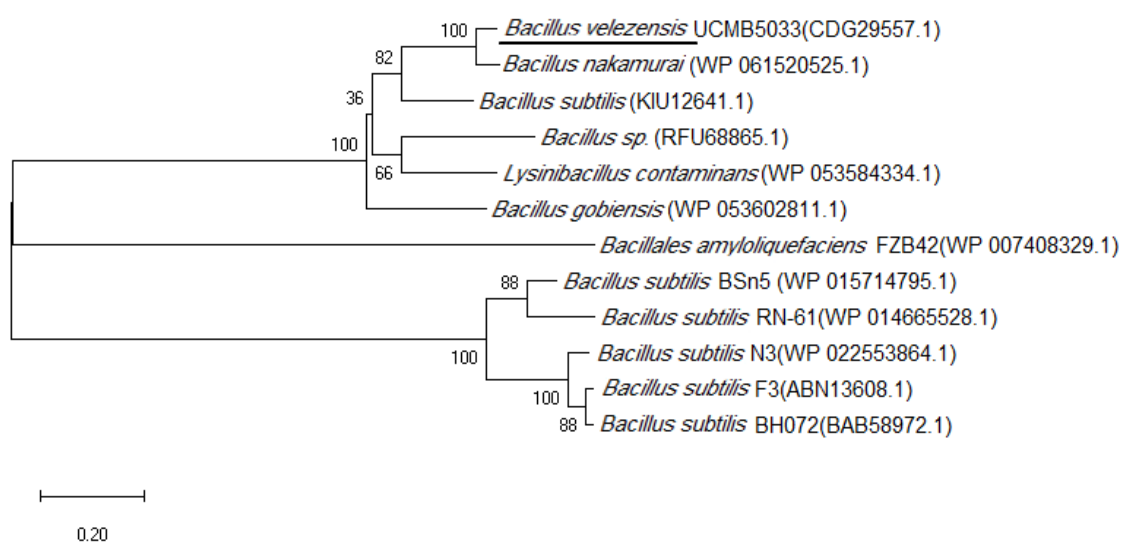 100
Bacillus velezensis UCMB5033(CDG29557.1)
82
Bacillus nakamurai (WP 061520525.1)
36
Bacillus subtilis (KIU12641.1)
100
Bacillus sp. (RFU68865.1)
66
Lysinibacillus contaminans (WP 053584334.1)
Bacillus gobiensis (WP 053602811.1)
Bacillales amyloliquefaciens FZB42(WP 007408329.1)
88
Bacillus subtilis BSn5 (WP 015714795.1)
Bacillus subtilis RN-61(WP 014665528.1)
100
Bacillus subtilis N3(WP 022553864.1)
100
Bacillus subtilis F3(ABN13608.1)
88
Bacillus subtilis BH072(BAB58972.1)
0.20